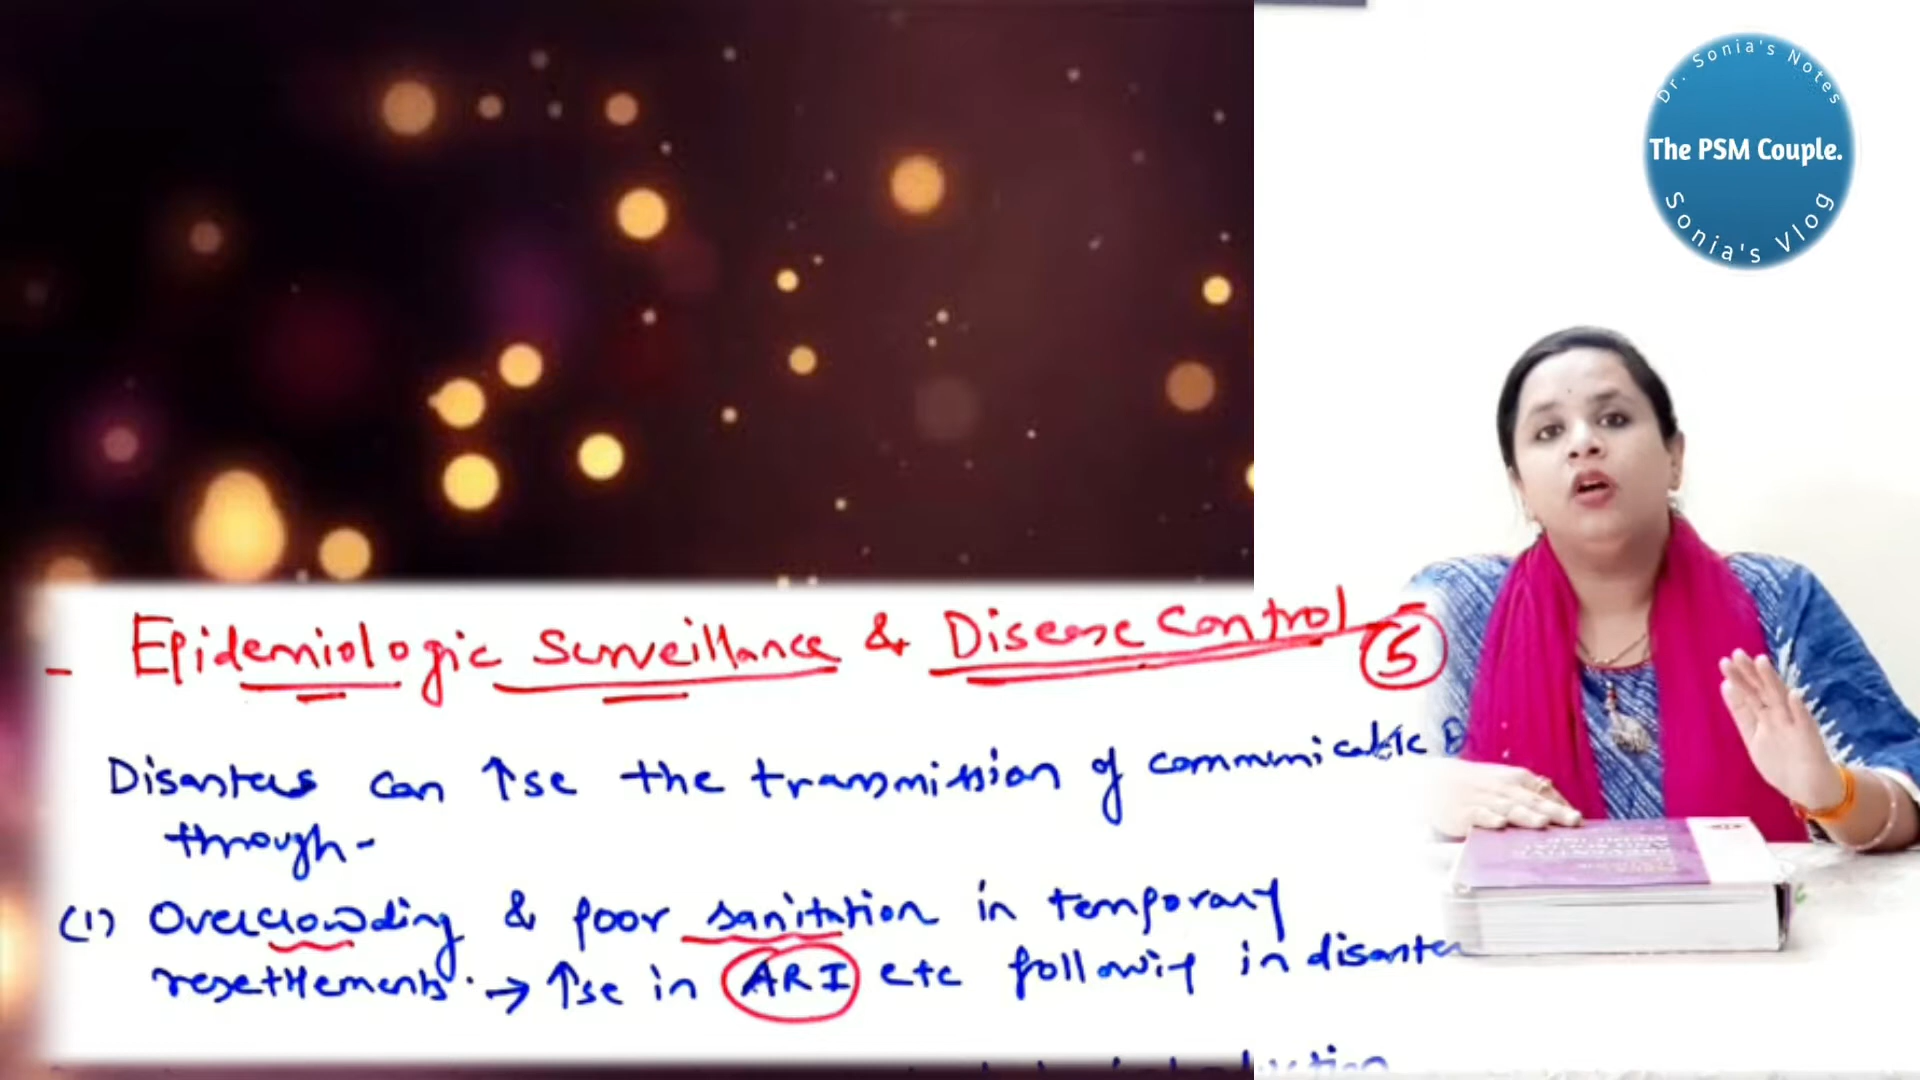 Dr. Sonia's Notes
The PSM Couple.
Sonia's Vlog
- Epidemiologic Surveillance & Disease Control
5
Disasters can ↑se the transmission of communicable
through-
(1) Overcrowding & poor sanitation in temporary
resettlements. → ↑se in ARI etc following in disaster